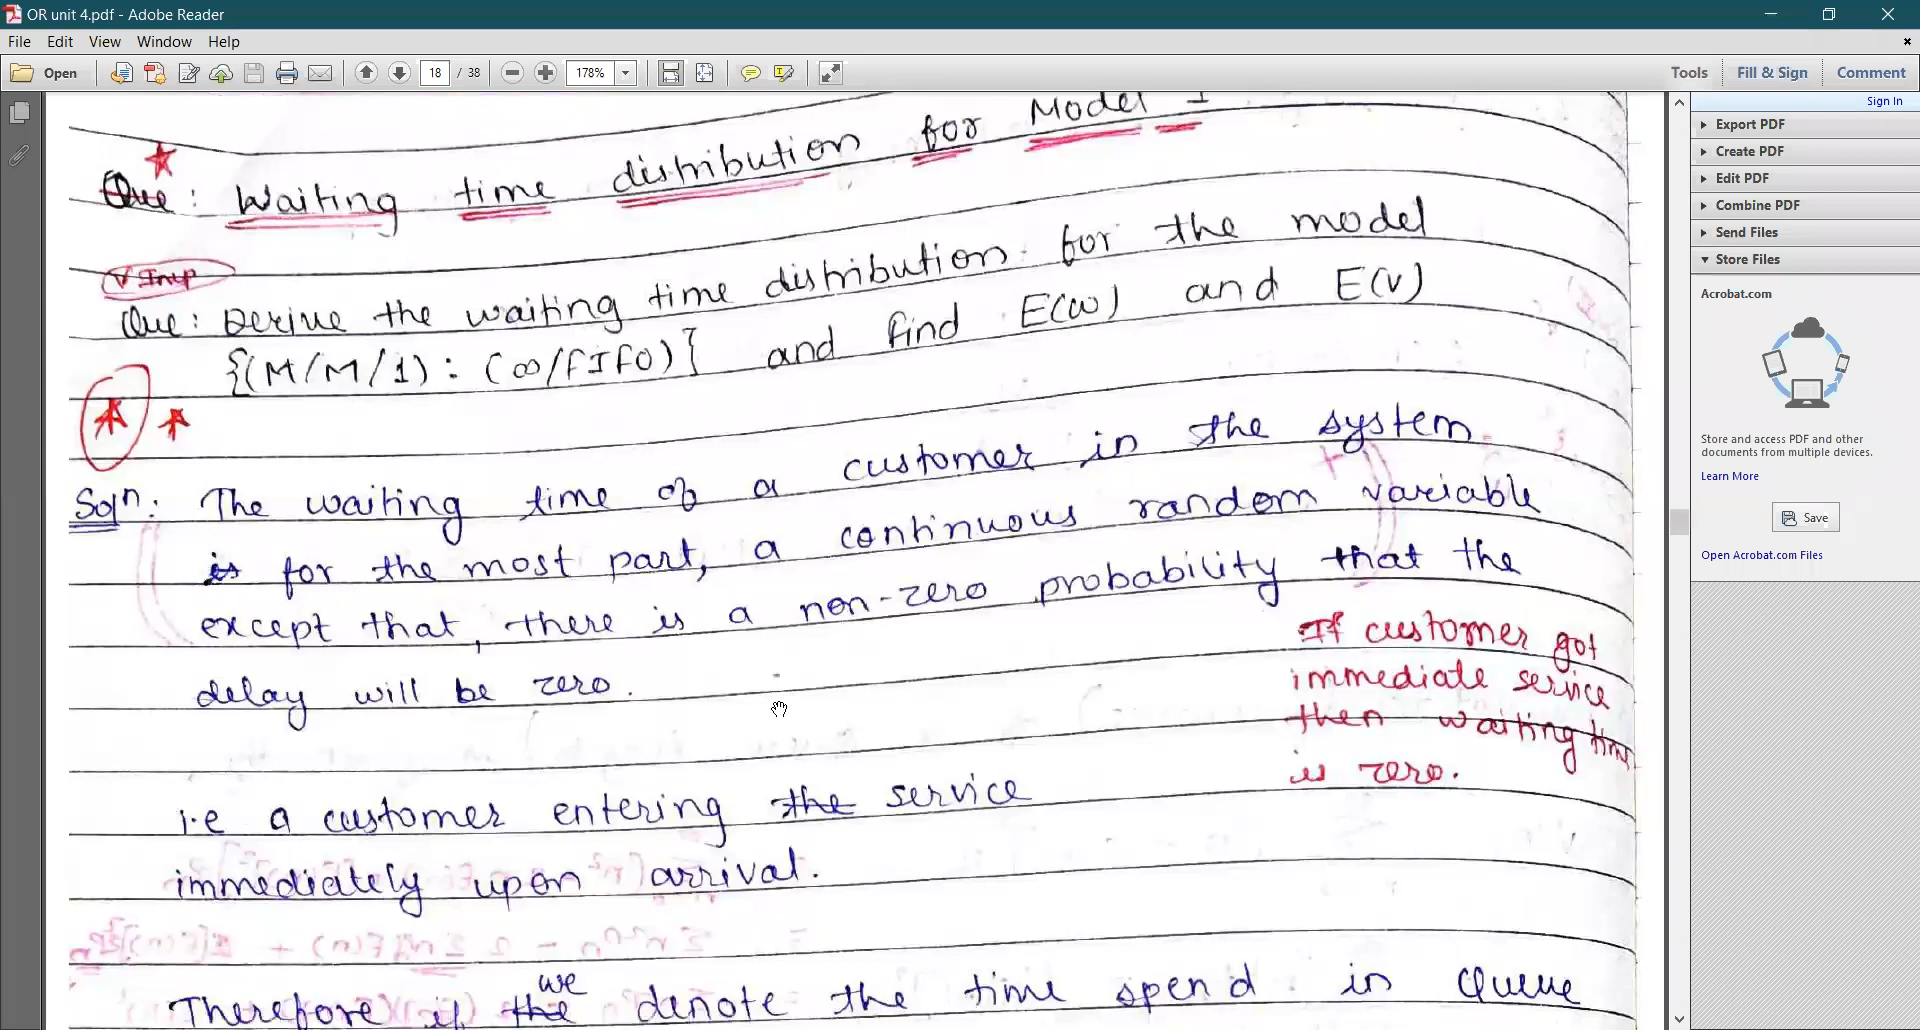 OR unit 4.pdf - Adobe Reader
File Edit View Window Help
Open 18 / 38 178% Tools Fill & Sign Comment
Sign In
Export PDF
Create PDF
Edit PDF
Combine PDF
Send Files
Store Files
Acrobat.com
Store and access PDF and other
documents from multiple devices.
Learn More
Save
Open Acrobat.com Files
Que: Waiting time distribution for Model I
V Imp
Que: Derive the waiting time distribution for the model
{(M/M/1) : (∞/FIFO)} and find E(w) and E(v)
Solⁿ: The waiting time of a customer in the system
is for the most part, a continuous random variable
except that, there is a non-zero probability that the
delay will be zero.
If customer got
immediate service
then waiting time
is zero.
i.e a customer entering the service
immediately upon arrival.
we
Therefore if the denote the time spend in Queue